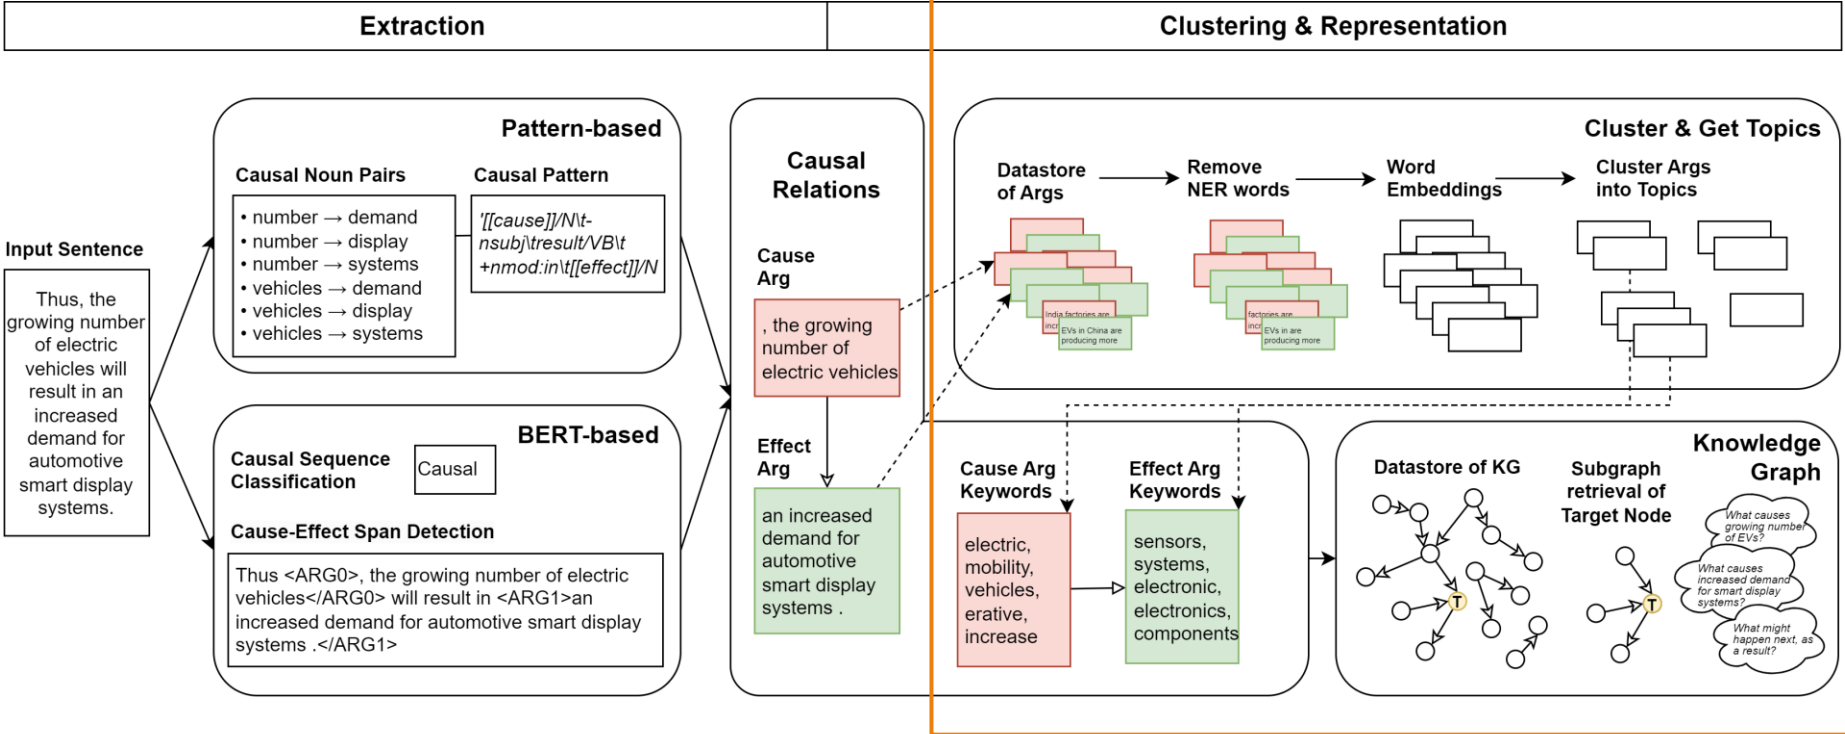 Extraction
Clustering & Representation
Input Sentence
Thus, the
growing number
of electric
vehicles will
result in an
increased
demand for
automotive
smart display
systems.
Pattern-based
Causal Noun Pairs
• number → demand
• number → display
• number → systems
• vehicles → demand
• vehicles → display
• vehicles → systems
Causal Pattern
'[[cause]]/N\t-
nsubj\tresult/VB\t
+nmod:in\t[[effect]]/N
BERT-based
Causal Sequence
Classification
Causal
Cause-Effect Span Detection
Thus <ARG0>, the growing number of electric
vehicles</ARG0> will result in <ARG1>an
increased demand for automotive smart display
systems .</ARG1>
Causal
Relations
Cause
Arg
, the growing
number of
electric vehicles
Effect
Arg
an increased
demand for
automotive
smart display
systems .
Cluster & Get Topics
Datastore
of Args
India factories are
incr
EVs in China are
producing more
Remove
NER words
factories are
incr
EVs in are
producing more
Word
Embeddings
Cluster Args
into Topics
Cause Arg
Keywords
electric,
mobility,
vehicles,
erative,
increase
Effect Arg
Keywords
sensors,
systems,
electronic,
electronics,
components
Knowledge
Graph
Datastore of KG
T
Subgraph
retrieval of
Target Node
T
What causes
growing number
of EVs?
What causes
increased demand
for smart display
systems?
What might
happen next, as
a result?